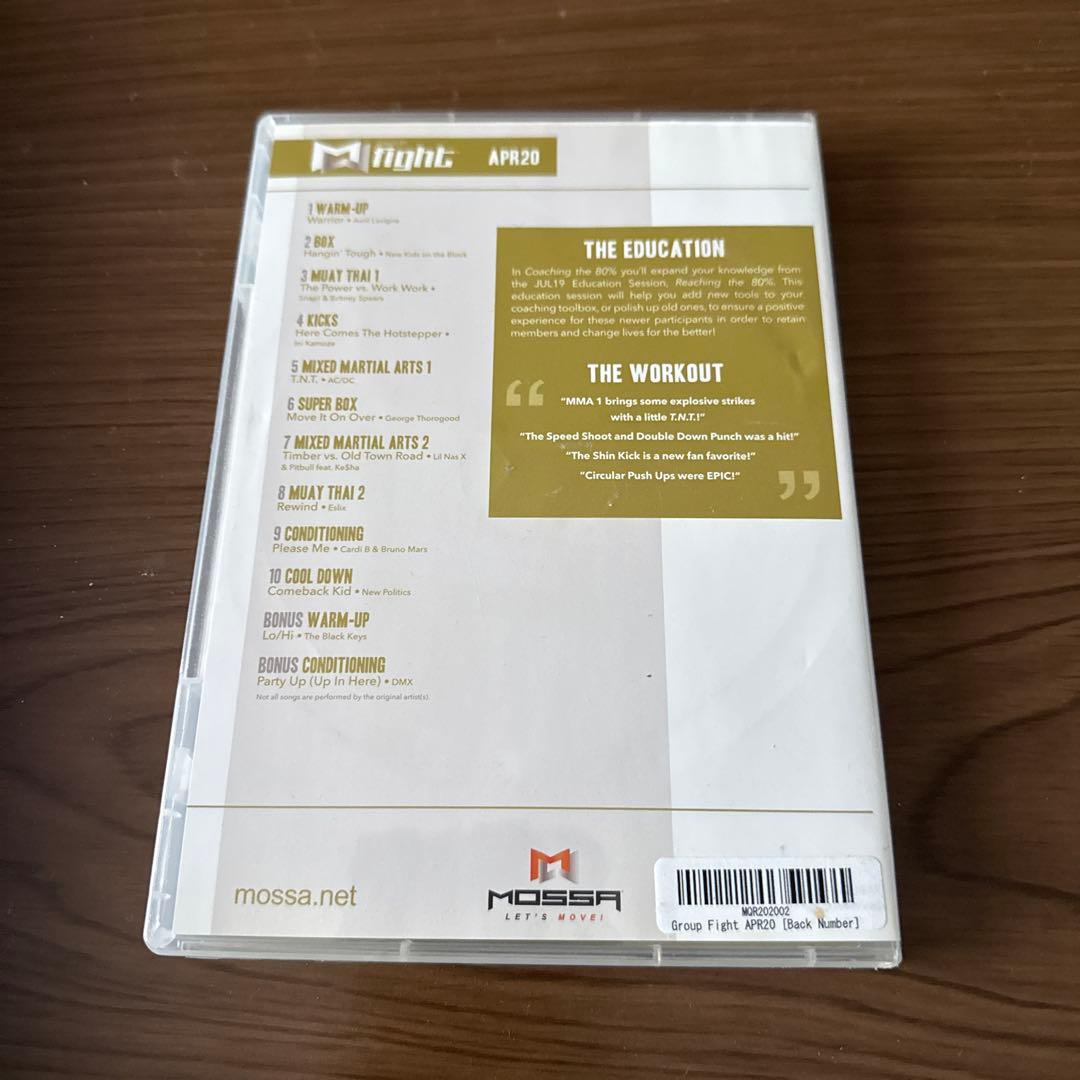 M fight. APR20
1 WARM-UP
Warrior • Avril Lavigne
2 BOX
Hangin' Tough • New Kids on the Block
3 MUAY THAI 1
The Power vs. Work Work •
Snap! & Britney Spears
4 KICKS
Here Comes The Hotstepper •
Ini Kamoze
5 MIXED MARTIAL ARTS 1
T.N.T. • AC/DC
6 SUPER BOX
Move It On Over • George Thorogood
7 MIXED MARTIAL ARTS 2
Timber vs. Old Town Road • Lil Nas X
& Pitbull feat. Ke$ha
8 MUAY THAI 2
Rewind • Eslix
9 CONDITIONING
Please Me • Cardi B & Bruno Mars
10 COOL DOWN
Comeback Kid • New Politics
BONUS WARM-UP
Lo/Hi • The Black Keys
BONUS CONDITIONING
Party Up (Up In Here) • DMX
Not all songs are performed by the original artist(s).
THE EDUCATION
In Coaching the 80% you'll expand your knowledge from
the JUL19 Education Session, Reaching the 80%. This
education session will help you add new tools to your
coaching toolbox, or polish up old ones, to ensure a positive
experience for these newer participants in order to retain
members and change lives for the better!
THE WORKOUT
"MMA 1 brings some explosive strikes
with a little T.N.T.!"
"The Speed Shoot and Double Down Punch was a hit!"
"The Shin Kick is a new fan favorite!"
"Circular Push Ups were EPIC!"
mossa.net
MOSSA
LET'S MOVE!
MQR202002
Group Fight APR20 [Back Number]